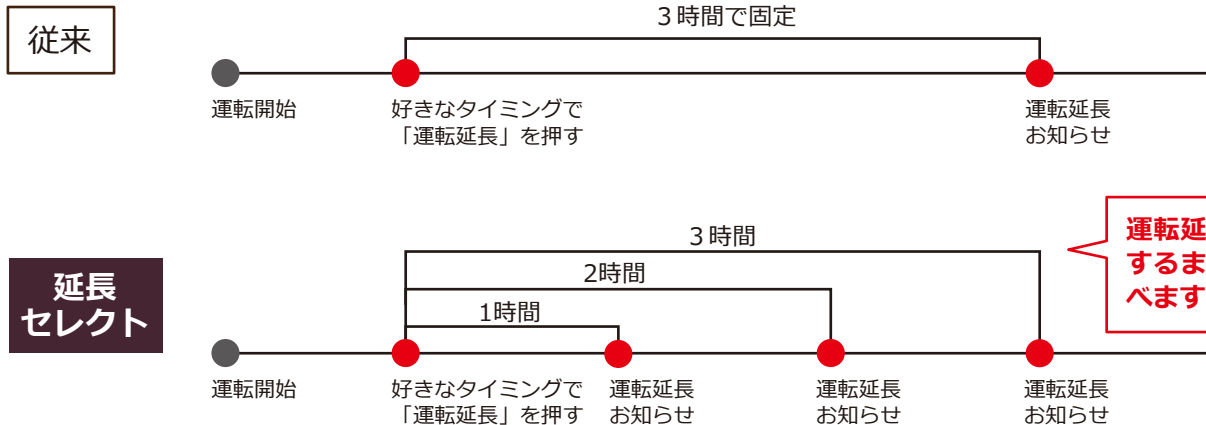 従来
3時間で固定
運転開始
好きなタイミングで
「運転延長」を押す
運転延長
お知らせ
延長
セレクト
3時間
2時間
1時間
運転延
するま
べます
運転開始
好きなタイミングで
「運転延長」を押す
運転延長
お知らせ
運転延長
お知らせ
運転延長
お知らせ